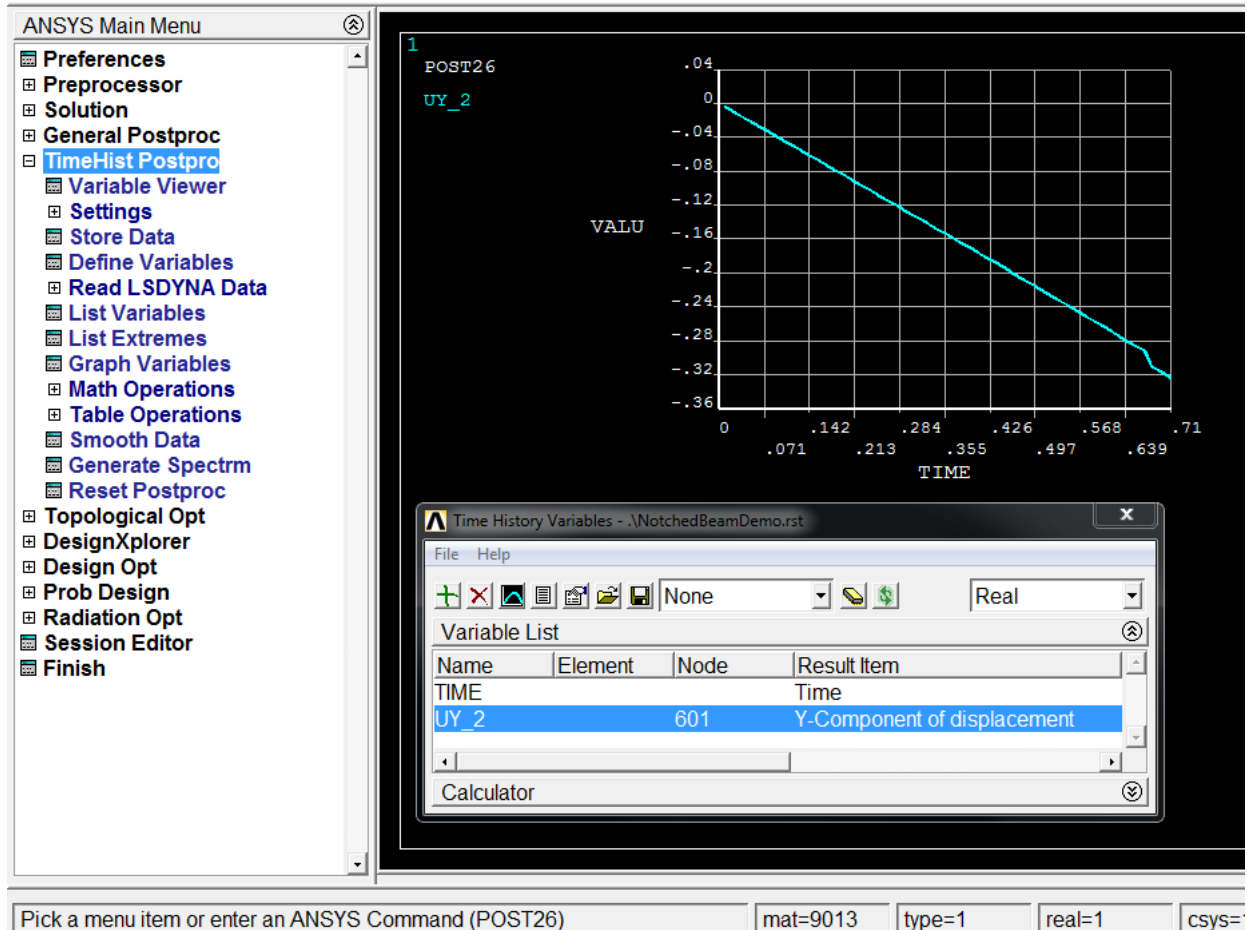 ANSYS Main Menu
Preferences
Preprocessor
Solution
General Postproc
TimeHist Postpro
Variable Viewer
Settings
Store Data
Define Variables
Read LSDYNA Data
List Variables
List Extremes
Graph Variables
Math Operations
Table Operations
Smooth Data
Generate Spectrm
Reset Postproc
Topological Opt
DesignXplorer
Design Opt
Prob Design
Radiation Opt
Session Editor
Finish
1
POST26
UY_2
.04
0
-.04
-.08
-.12
VALU
-.16
-.2
-.24
-.28
-.32
-.36
0 .142 .284 .426 .568 .71
.071 .213 .355 .497 .639
TIME
Time History Variables - .\NotchedBeamDemo.rst
File Help
None Real
Variable List
Name Element Node Result Item
TIME Time
UY_2 601 Y-Component of displacement
Calculator
Pick a menu item or enter an ANSYS Command (POST26) mat=9013 type=1 real=1 csys=1